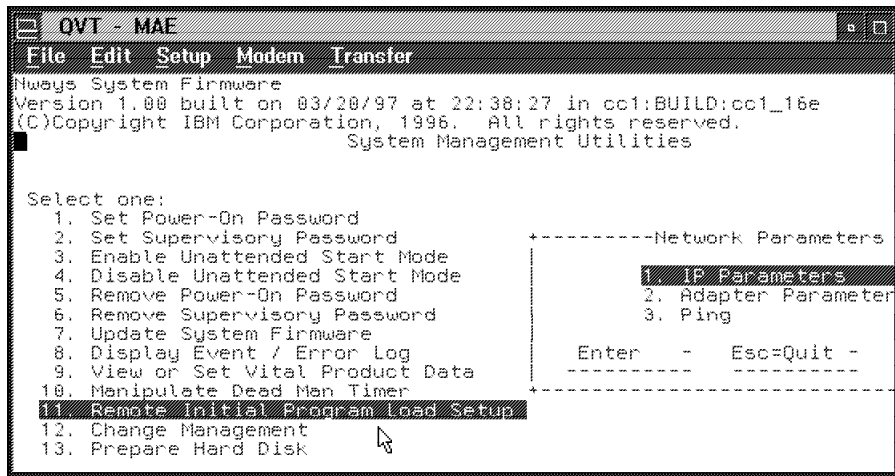 QVT - MAE
File Edit Setup Modem Transfer
Nways System Firmware
Version 1.00 built on 03/20/97 at 22:38:27 in cc1:BUILD:cc1_16e
(C)Copyright IBM Corporation, 1996. All rights reserved.
System Management Utilities
Select one:
1. Set Power-On Password
2. Set Supervisory Password
3. Enable Unattended Start Mode
4. Disable Unattended Start Mode
5. Remove Power-On Password
6. Remove Supervisory Password
7. Update System Firmware
8. Display Event / Error Log
9. View or Set Vital Product Data
10. Manipulate Dead Man Timer
11. Remote Initial Program Load Setup
12. Change Management
13. Prepare Hard Disk
+---------Network Parameters
1. IP Parameters
2. Adapter Parameter
3. Ping
Enter - Esc=Quit -